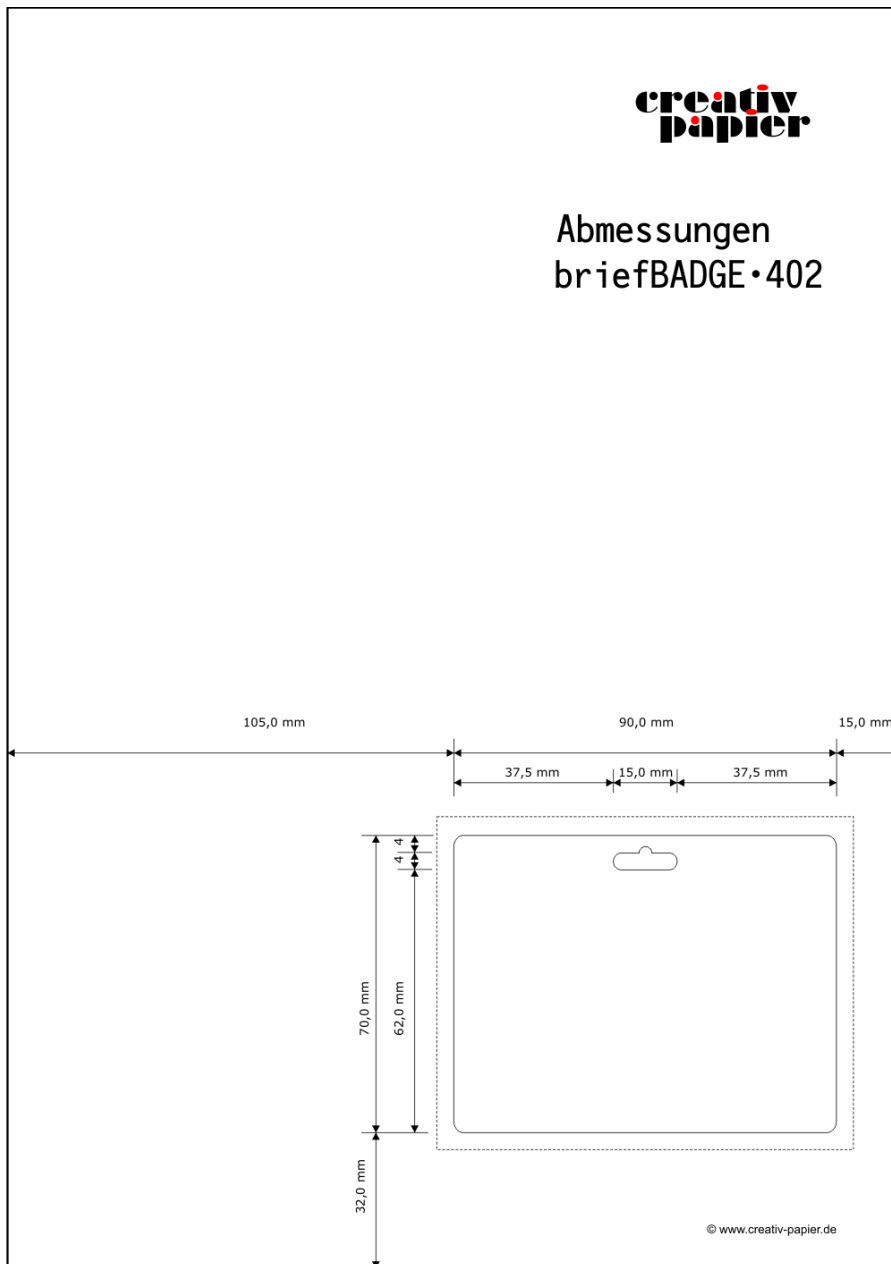 creativ
papier
Abmessungen
briefBADGE·402
105,0 mm
90,0 mm
15,0 mm
37,5 mm
15,0 mm
37,5 mm
4
4
70,0 mm
62,0 mm
32,0 mm
© www.creativ-papier.de